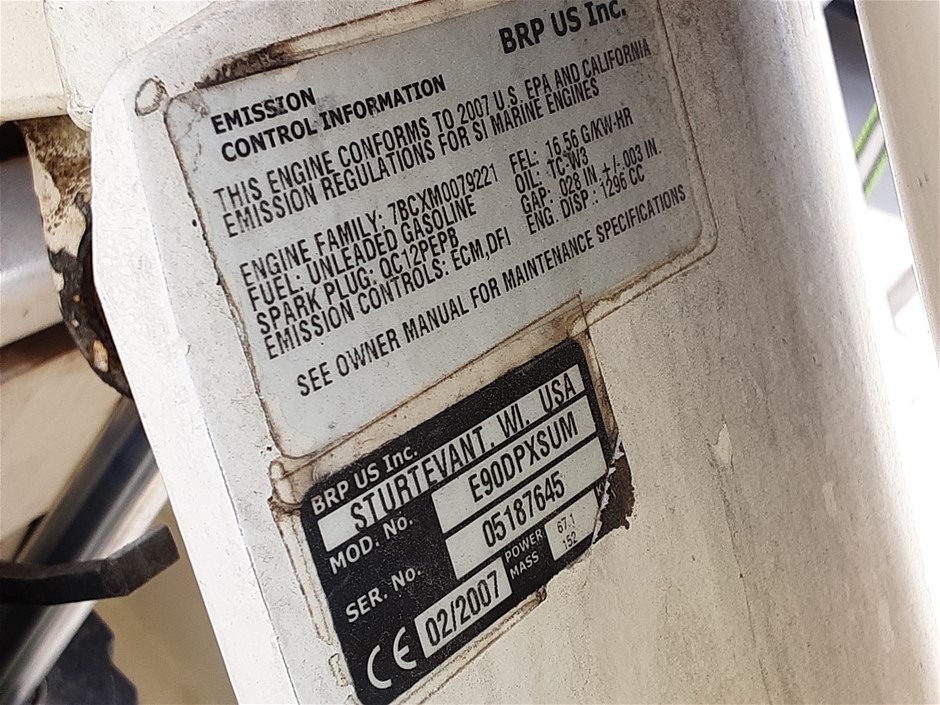 BRP US Inc.
EMISSION
CONTROL INFORMATION
THIS ENGINE CONFORMS TO 2007 U.S. EPA AND CALIFORNIA
EMISSION REGULATIONS FOR SI MARINE ENGINES
ENGINE FAMILY: 7BCXM0079221 FEL: 16.56 G/KW-HR
FUEL: UNLEADED GASOLINE OIL: TC-W3
SPARK PLUG: QC12PEPB GAP: .028 IN. +/-.003 IN.
EMISSION CONTROLS: ECM,DFI ENG. DISP.: 1296 CC
SEE OWNER MANUAL FOR MAINTENANCE SPECIFICATIONS
BRP US Inc.
STURTEVANT, WI, USA
MOD. No. E90DPXSUM
SER. No. 05187645
CE 02/2007 POWER 67.1
MASS 152